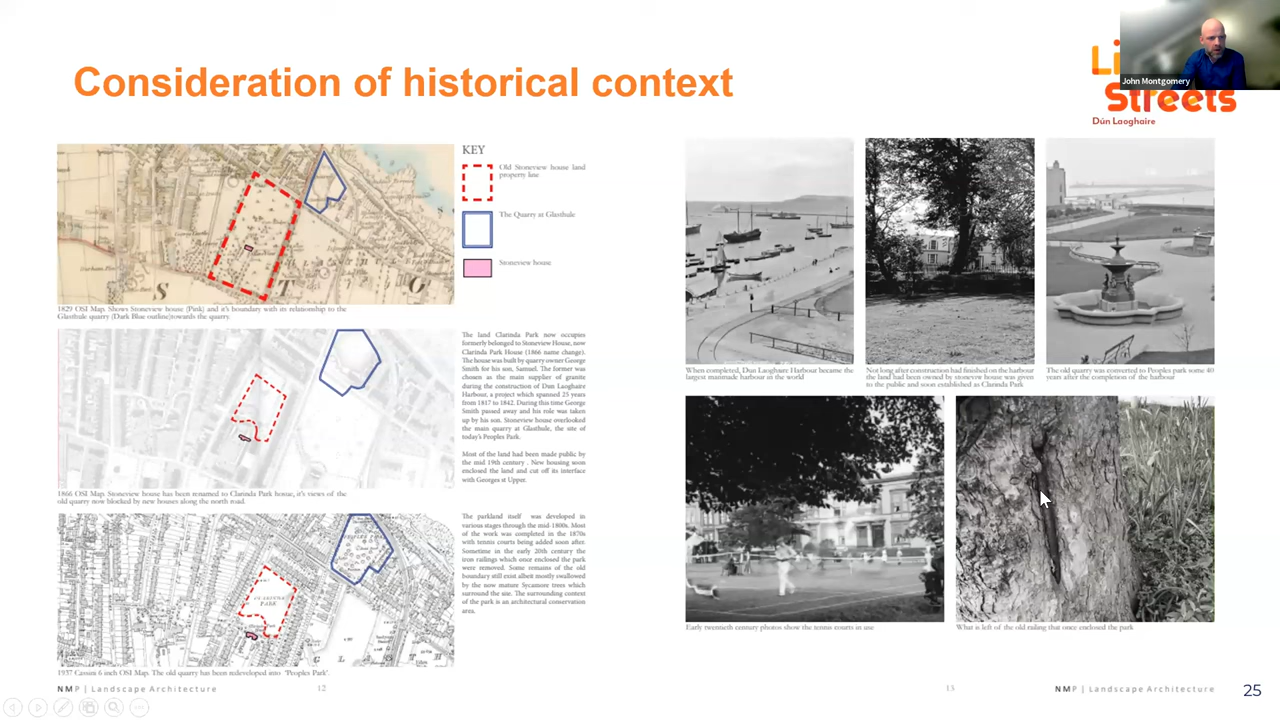 Consideration of historical context
John Montgomery
Li
Streets
Dún Laoghaire
KEY
Old Stoneview house land
property line
The Quarry at Glasthule
Stoneview house
1829 OSI Map. Shows Stoneview house (Pink) and it's boundary with its relationship to the
Glasthule quarry (Dark Blue outline)towards the quarry.
The land Clarinda Park now occupies
formerly belonged to Stoneview House, now
Clarinda Park House (1866 name change).
The house was built by quarry owner George
Smith for his son, Samuel. The former was
chosen as the main supplier of granite
during the construction of Dun Laoghaire
Harbour, a project which spanned 25 years
from 1817 to 1842. During this time George
Smith passed away and his role was taken
up by his son. Stoneview house overlooked
the main quarry at Glasthule, the site of
today's Peoples Park.
Most of the land had been made public by
the mid 19th century . New housing soon
enclosed the land and cut off its interface
with Georges st Upper.
1866 OSI Map. Stoneview house has been renamed to Clarinda Park house, it's views of the
old quarry now blocked by new houses along the north road.
The parkland itself was developed in
various stages through the mid-1800s. Most
of the work was completed in the 1870s
with tennis courts being added soon after.
Sometime in the early 20th century the
iron railings which once enclosed the park
were removed. Some remains of the old
boundary still exist albeit mostly swallowed
by the now mature Sycamore trees which
surround the site. The surrounding context
of the park is an architectural conservation
area.
1937 Cassini 6 inch OSI Map. The old quarry has been redeveloped into 'Peoples Park'.
NMP | Landscape Architecture
12
When completed, Dun Laoghaire Harbour became the
largest manmade harbour in the world
Not long after construction had finished on the harbour
the land had been owned by stoneview house was given
to the public and soon established as Clarinda Park
The old quarry was converted to Peoples park some 40
years after the completion of the harbour
Early twentieth century photos show the tennis courts in use
What is left of the old railing that once enclosed the park
13
NMP | Landscape Architecture
25